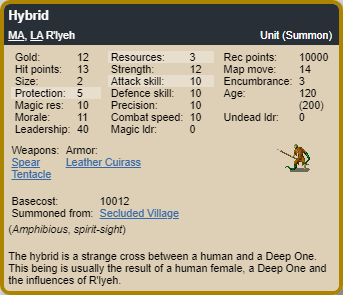 Hybrid
MA, LA R'lyeh Unit (Summon)
Gold: 12 Resources: 3 Rec points: 10000
Hit points: 13 Strength: 12 Map move: 14
Size: 2 Attack skill: 10 Encumbrance: 3
Protection: 5 Defence skill: 10 Age: 120
Magic res: 10 Precision: 10 (200)
Morale: 11 Combat speed: 10 Undead ldr: 0
Leadership: 40 Magic ldr: 0
Weapons: Armor:
Spear Leather Cuirass
Tentacle
Basecost: 10012
Summoned from: Secluded Village
(Amphibious, spirit-sight)
The hybrid is a strange cross between a human and a Deep One.
This being is usually the result of a human female, a Deep One and
the influences of R'lyeh.